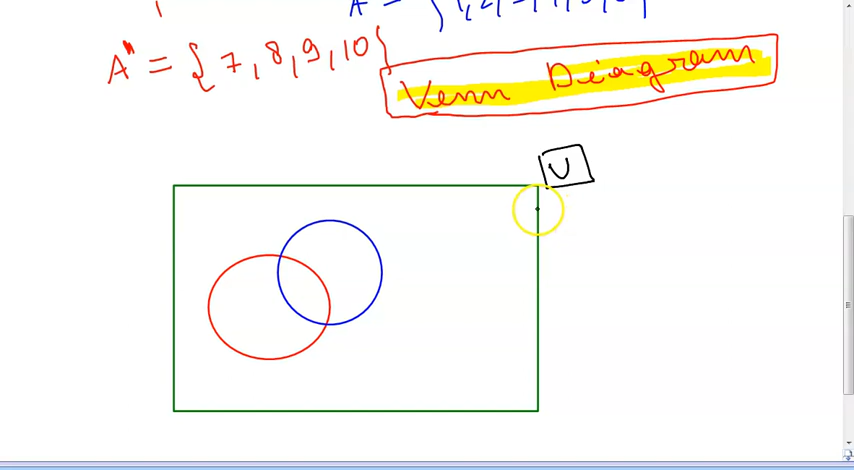 A = {
A" = {7, 8, 9, 10}
Venn Diagram
U